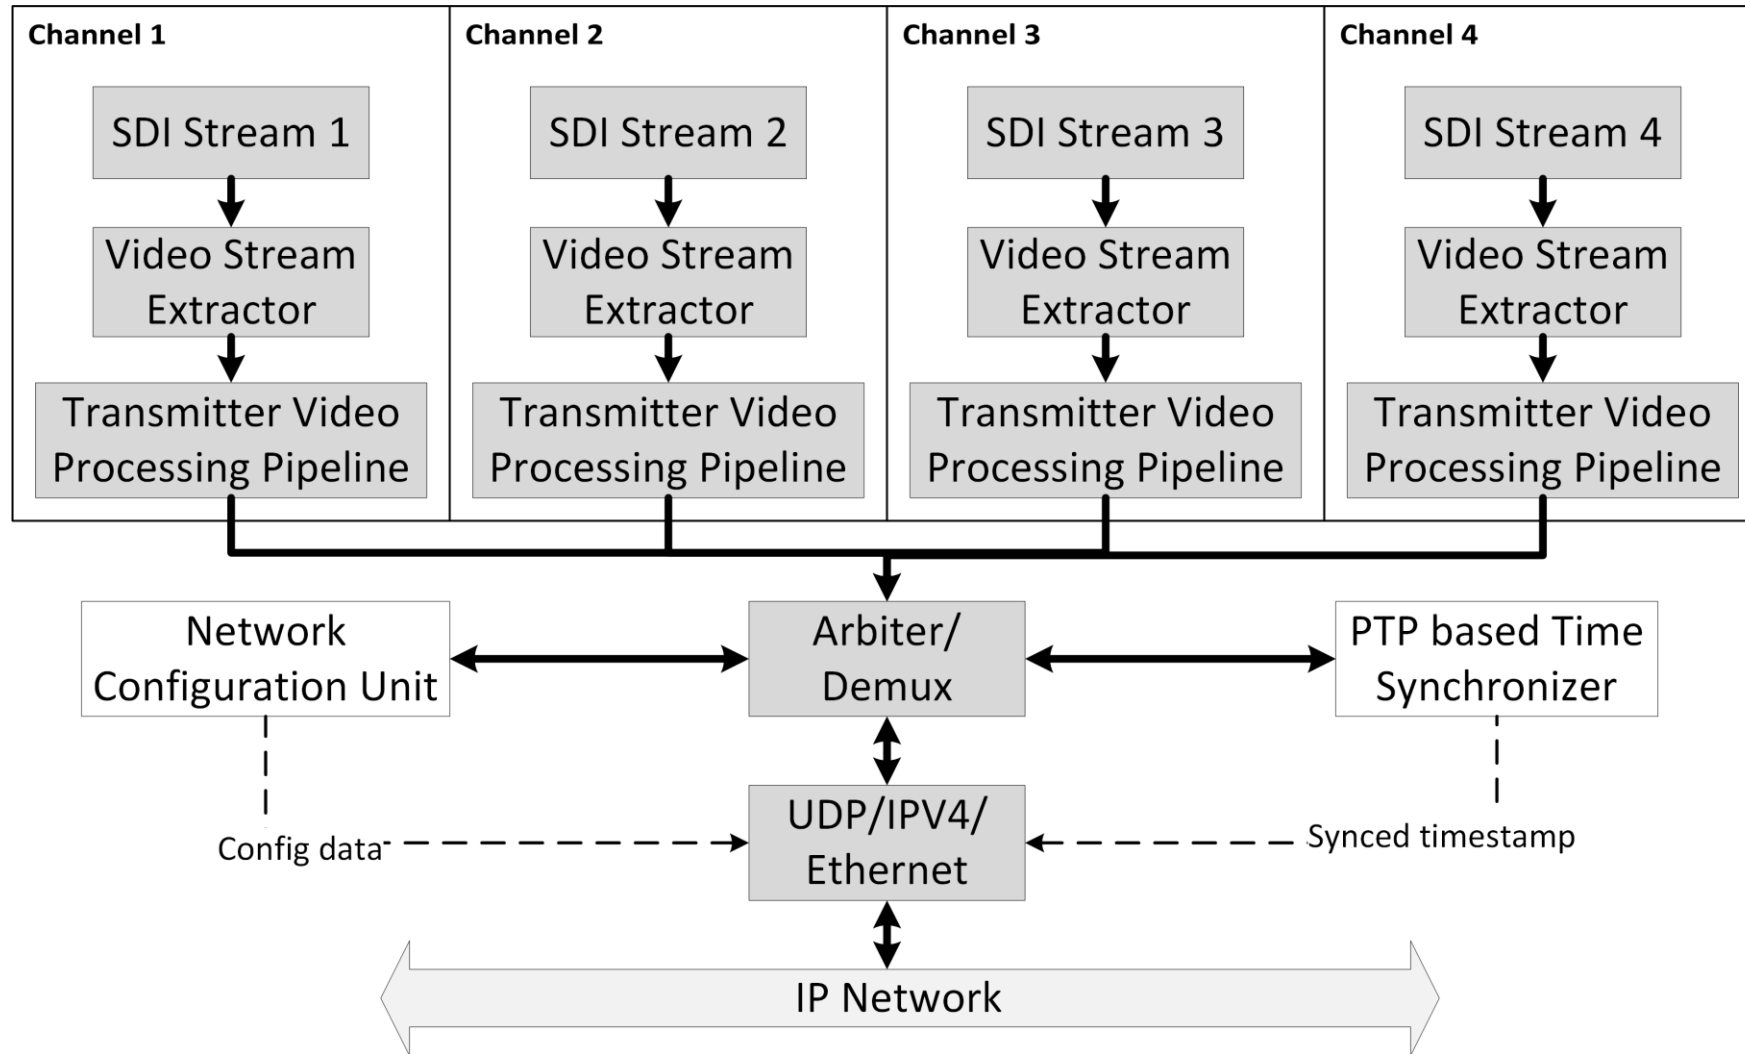 Channel 1
Channel 2
Channel 3
Channel 4
SDI Stream 1
SDI Stream 2
SDI Stream 3
SDI Stream 4
Video Stream
Extractor
Video Stream
Extractor
Video Stream
Extractor
Video Stream
Extractor
Transmitter Video
Processing Pipeline
Transmitter Video
Processing Pipeline
Transmitter Video
Processing Pipeline
Transmitter Video
Processing Pipeline
Network
Configuration Unit
Arbiter/
Demux
PTP based Time
Synchronizer
Config data
UDP/IPV4/
Ethernet
Synced timestamp
IP Network